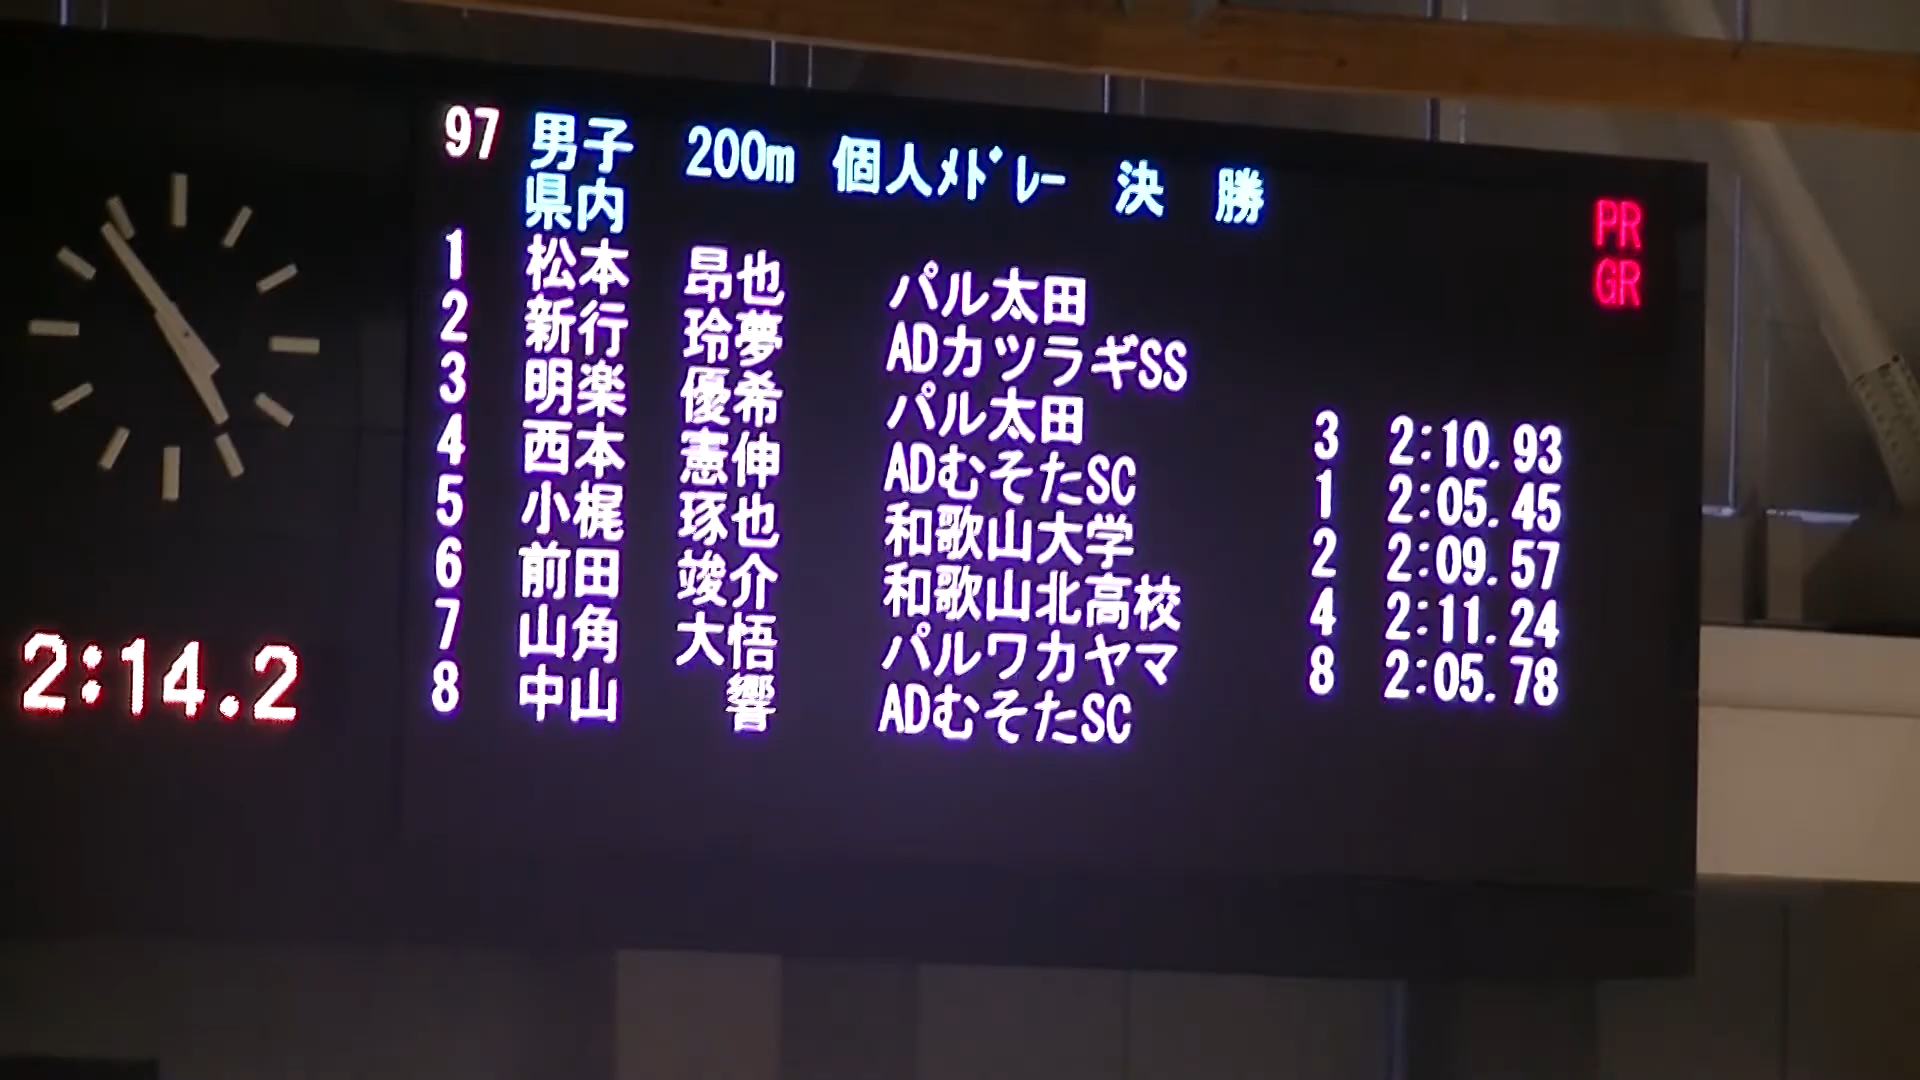 97 男子 200m 個人ﾒﾄﾞﾚｰ 決 勝 PR
県内 GR
1 松本 昂也 パル太田
2 新行 玲夢 ADカツラギSS
3 明楽 優希 パル太田 3 2:10.93
4 西本 憲伸 ADむそたSC 1 2:05.45
5 小梶 琢也 和歌山大学 2 2:09.57
6 前田 竣介 和歌山北高校 4 2:11.24
7 山角 大悟 パルワカヤマ 8 2:05.78
8 中山 響 ADむそたSC
2:14.2